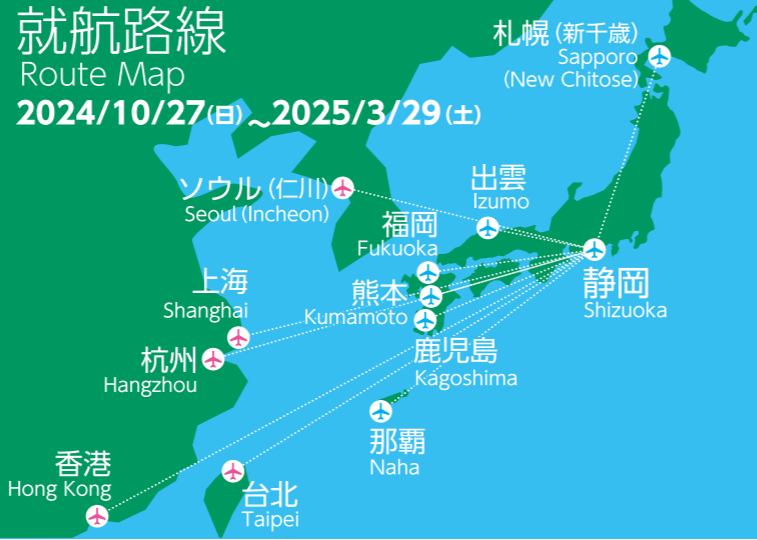 就航路線
Route Map
2024/10/27(日)～2025/3/29(土)
札幌(新千歳)
Sapporo
(New Chitose)
ソウル(仁川)
Seoul(Incheon)
出雲
Izumo
福岡
Fukuoka
静岡
Shizuoka
上海
Shanghai
熊本
Kumamoto
杭州
Hangzhou
鹿児島
Kagoshima
那覇
Naha
香港
Hong Kong
台北
Taipei